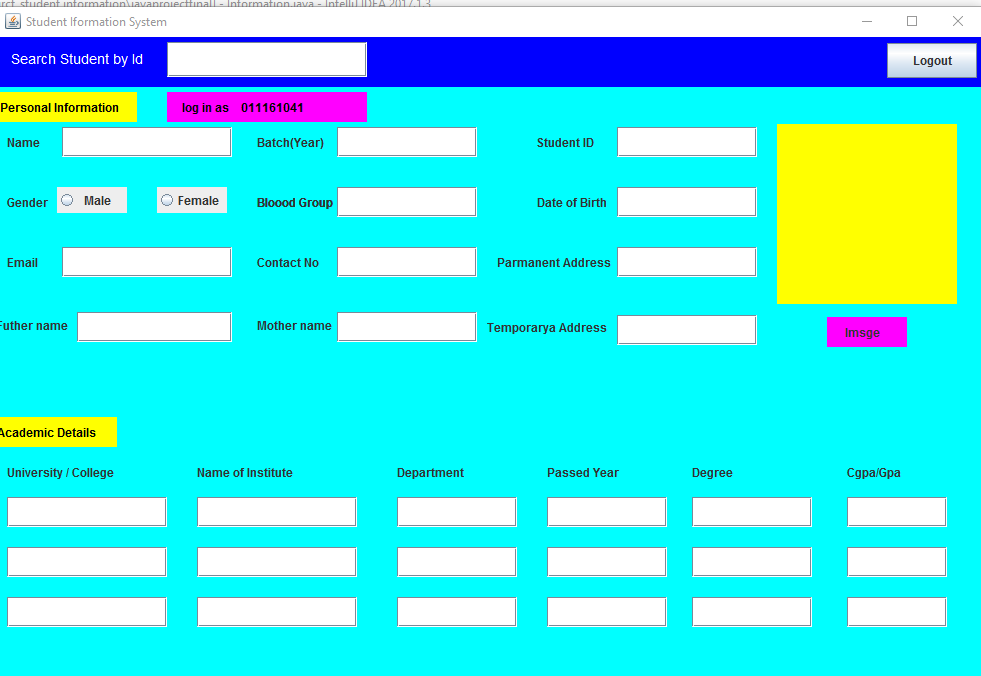 arct_student information\javaprojectfinall - Information.java - IntelliJ IDEA 2017.1.3
Student Iformation System
Search Student by Id
Logout
Personal Information
log in as 011161041
Name
Batch(Year)
Student ID
Gender
Male
Female
Bloood Group
Date of Birth
Email
Contact No
Parmanent Address
Futher name
Mother name
Temporarya Address
Imsge
Academic Details
University / College
Name of Institute
Department
Passed Year
Degree
Cgpa/Gpa